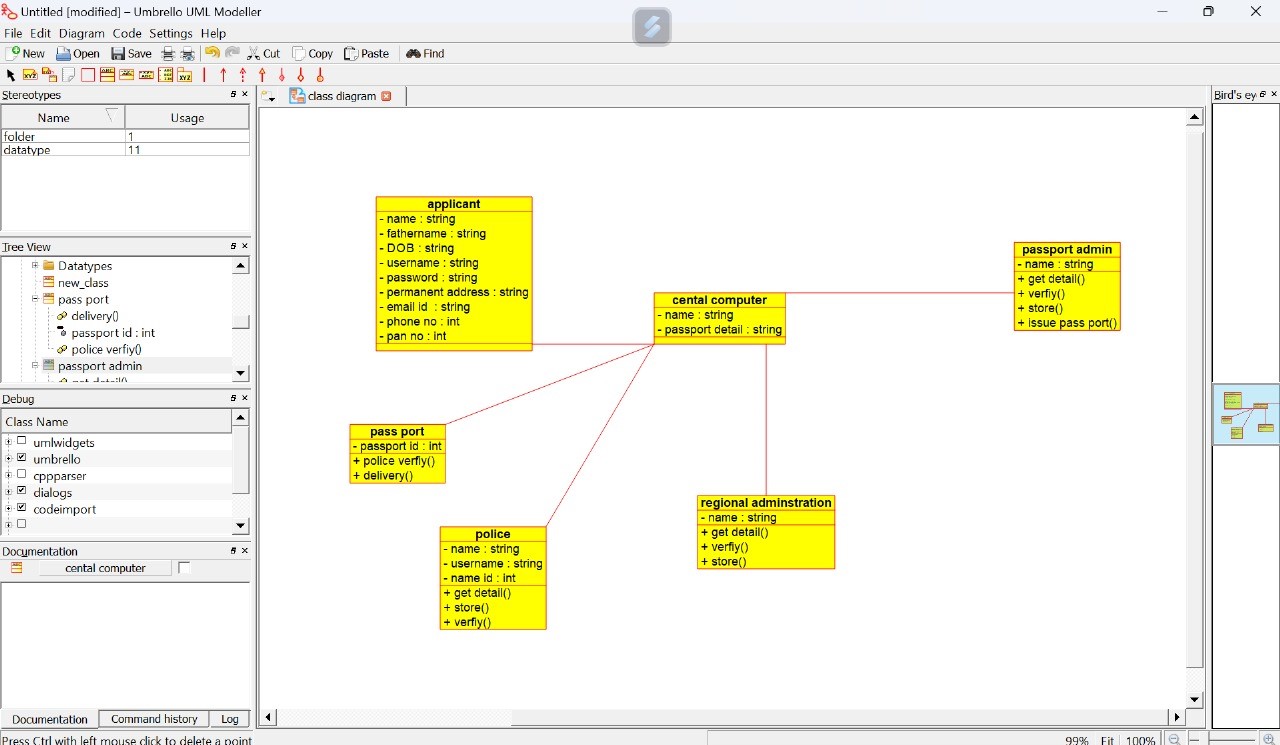 Untitled [modified] – Umbrello UML Modeller
File Edit Diagram Code Settings Help
New Open Save Cut Copy Paste Find
Stereotypes
Name Usage
folder 1
datatype 11
Tree View
Datatypes
new_class
pass port
delivery()
passport id : int
police verfiy()
passport admin
Debug
Class Name
umlwidgets
umbrello
cppparser
dialogs
codeimport
Documentation
cental computer
Documentation Command history Log
Press Ctrl with left mouse click to delete a point
class diagram
applicant
- name : string
- fathername : string
- DOB : string
- username : string
- password : string
- permanent address : string
- email id : string
- phone no : int
- pan no : int
cental computer
- name : string
- passport detail : string
passport admin
- name : string
+ get detail()
+ verfiy()
+ store()
+ issue pass port()
pass port
- passport id : int
+ police verfiy()
+ delivery()
police
- name : string
- username : string
- name id : int
+ get detail()
+ store()
+ verfiy()
regional adminstration
- name : string
+ get detail()
+ verfiy()
+ store()
Bird's ey
99% Fit 100%